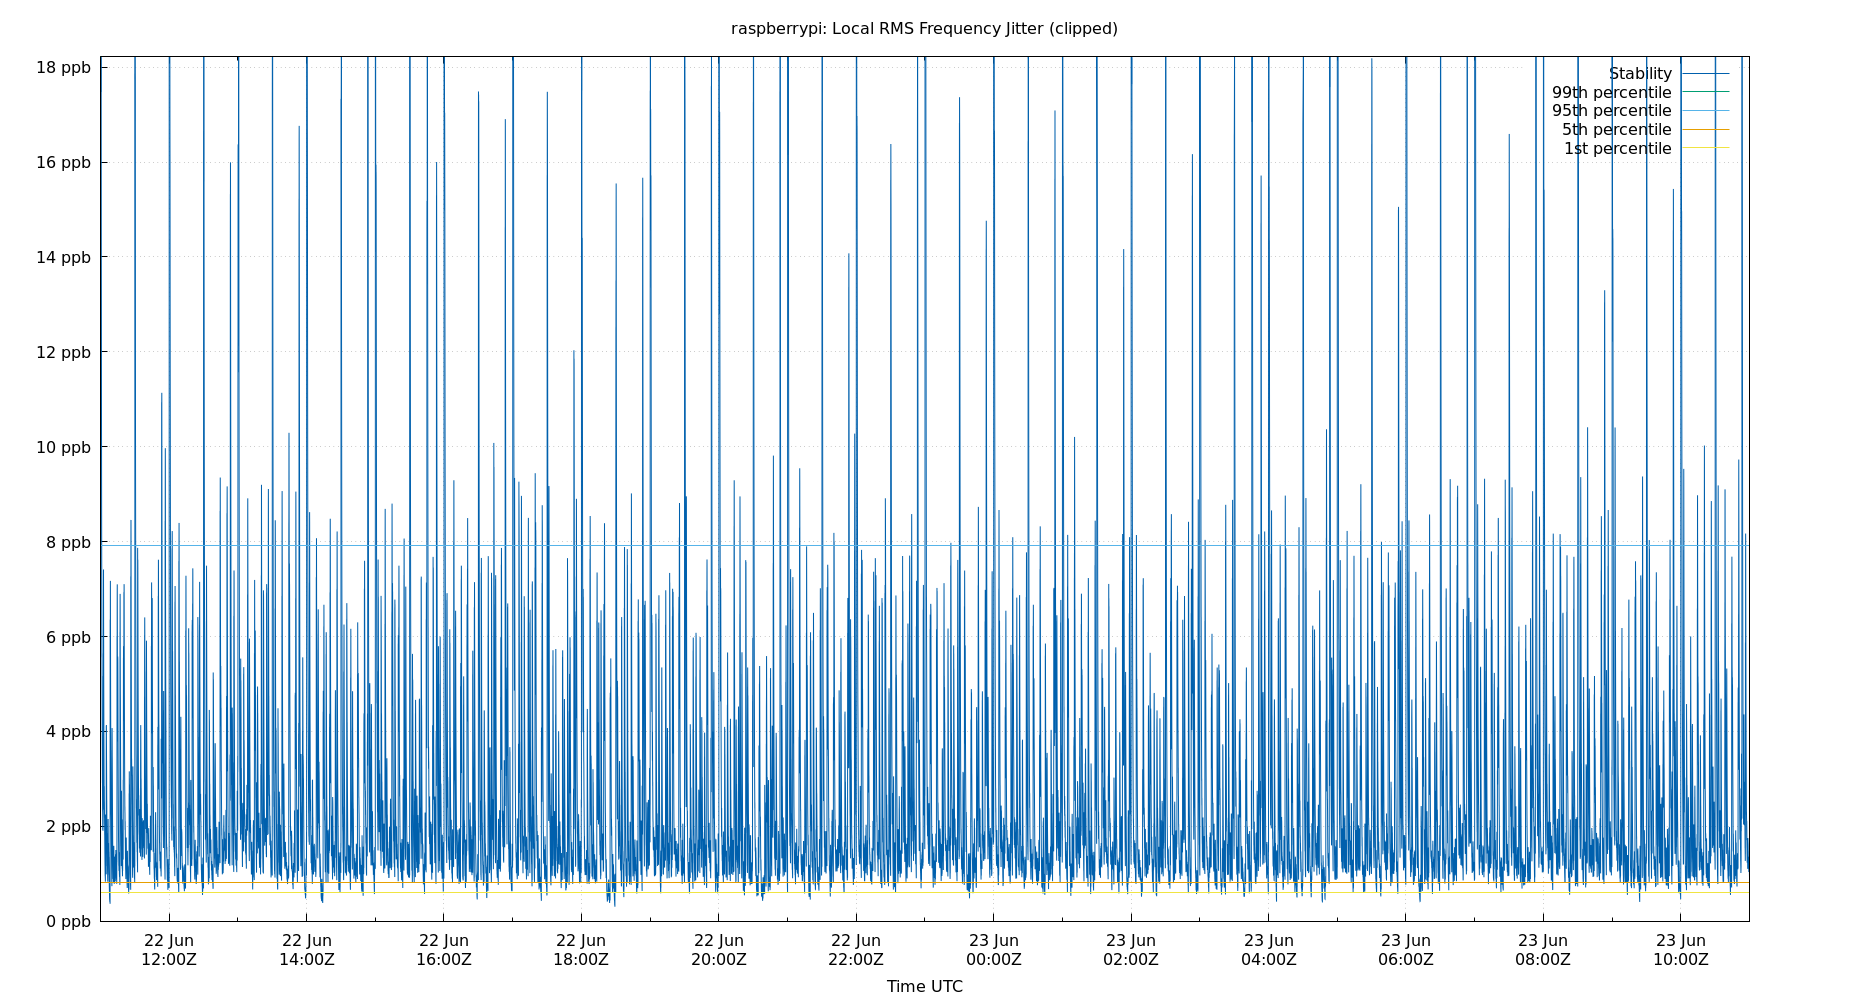 raspberrypi: Local RMS Frequency Jitter (clipped)
18 ppb
16 ppb
14 ppb
12 ppb
10 ppb
8 ppb
6 ppb
4 ppb
2 ppb
0 ppb
Stability
99th percentile
95th percentile
5th percentile
1st percentile
22 Jun 22 Jun 22 Jun 22 Jun 22 Jun 22 Jun 23 Jun 23 Jun 23 Jun 23 Jun 23 Jun 23 Jun
12:00Z 14:00Z 16:00Z 18:00Z 20:00Z 22:00Z 00:00Z 02:00Z 04:00Z 06:00Z 08:00Z 10:00Z
Time UTC